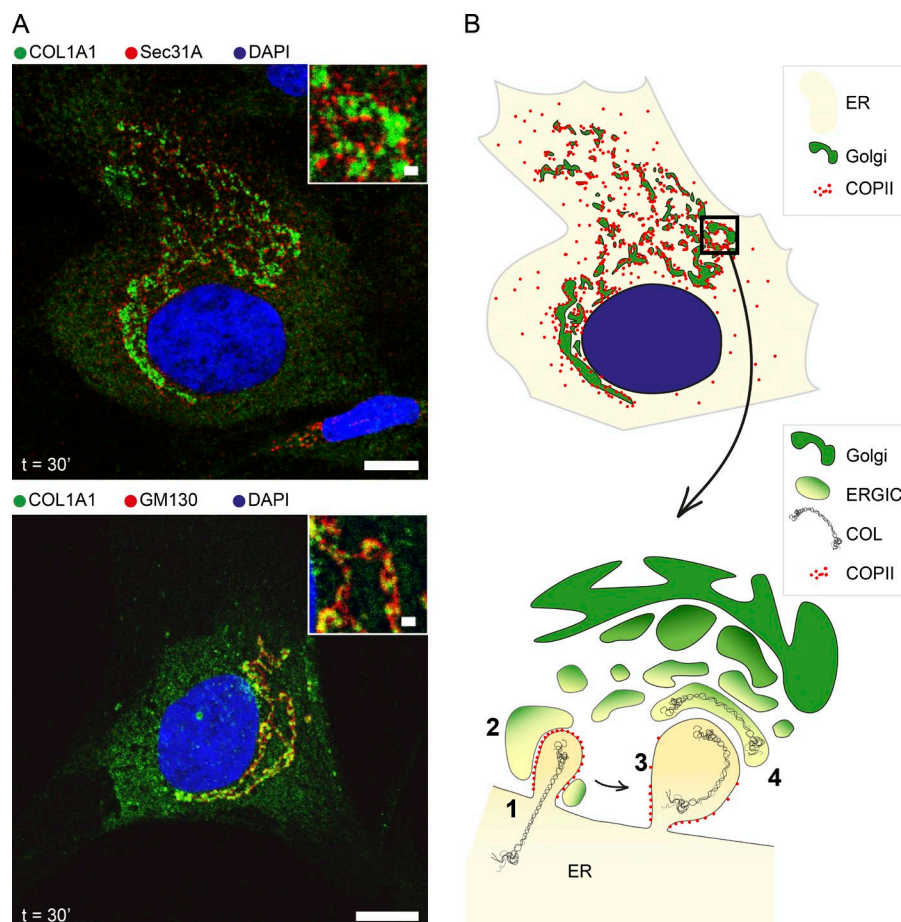 A
COL1A1 Sec31A DAPI
t = 30’
COL1A1 GM130 DAPI
t = 30’
B
ER
Golgi
COPII
Golgi
ERGIC
COL
COPII
2
1
3
4
ER